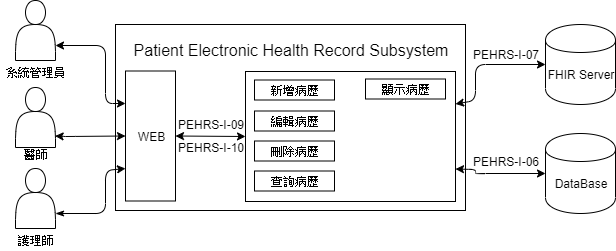 Patient Electronic Health Record Subsystem
系統管理員
醫師
護理師
WEB
PEHRS-I-09
PEHRS-I-10
新增病歷
編輯病歷
刪除病歷
查詢病歷
顯示病歷
PEHRS-I-07
FHIR Server
PEHRS-I-06
DataBase